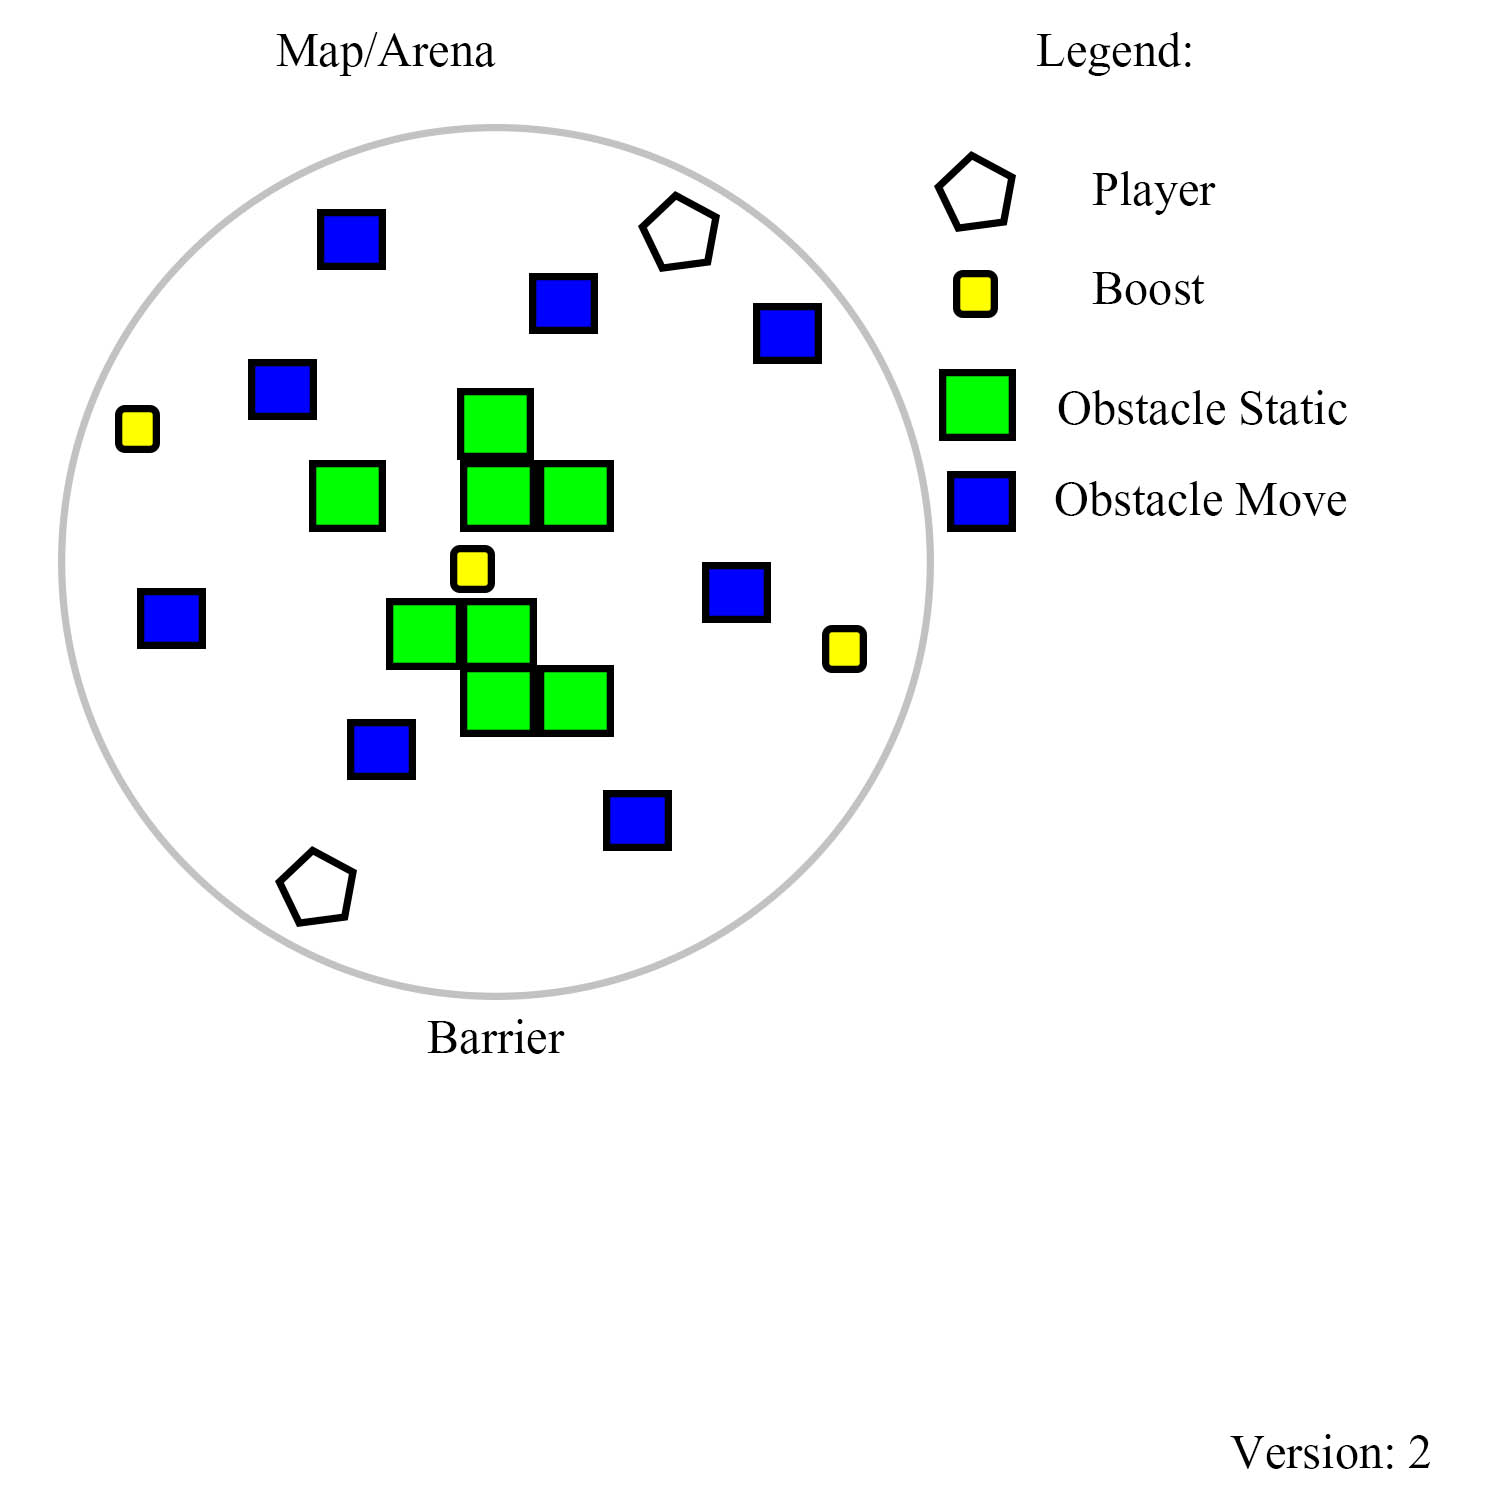 Map/Arena
Legend:
Player
Boost
Obstacle Static
Obstacle Move
Barrier
Version: 2